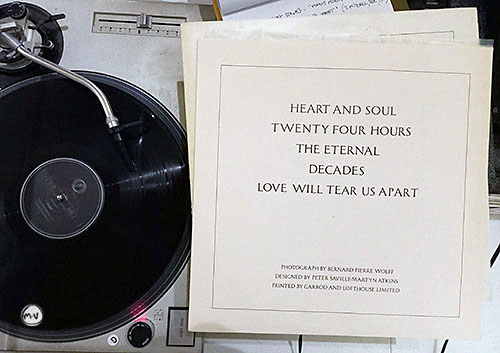 HEART AND SOUL
TWENTY FOUR HOURS
THE ETERNAL
DECADES
LOVE WILL TEAR US APART
PHOTOGRAPH BY BERNARD PIERRE WOLFF
DESIGNED BY PETER SAVILLE·MARTYN ATKINS
PRINTED BY GARROD AND LOFTHOUSE LIMITED